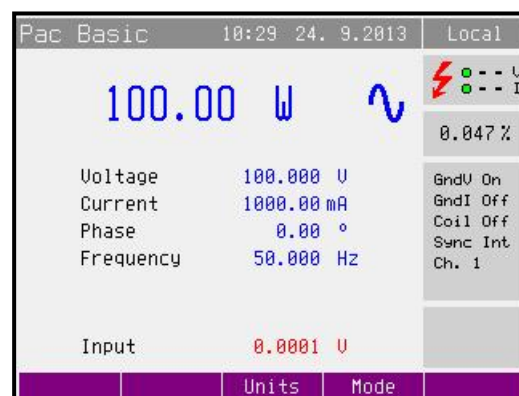 Pac Basic 10:29 24. 9.2013 Local
-- V
-- I
100.00 W
0.047 %
Voltage 100.000 V
Current 1000.00 mA
Phase 0.00 °
Frequency 50.000 Hz
GndU On
GndI Off
Coil Off
Sync Int
Ch. 1
Input 0.0001 V
Units Mode